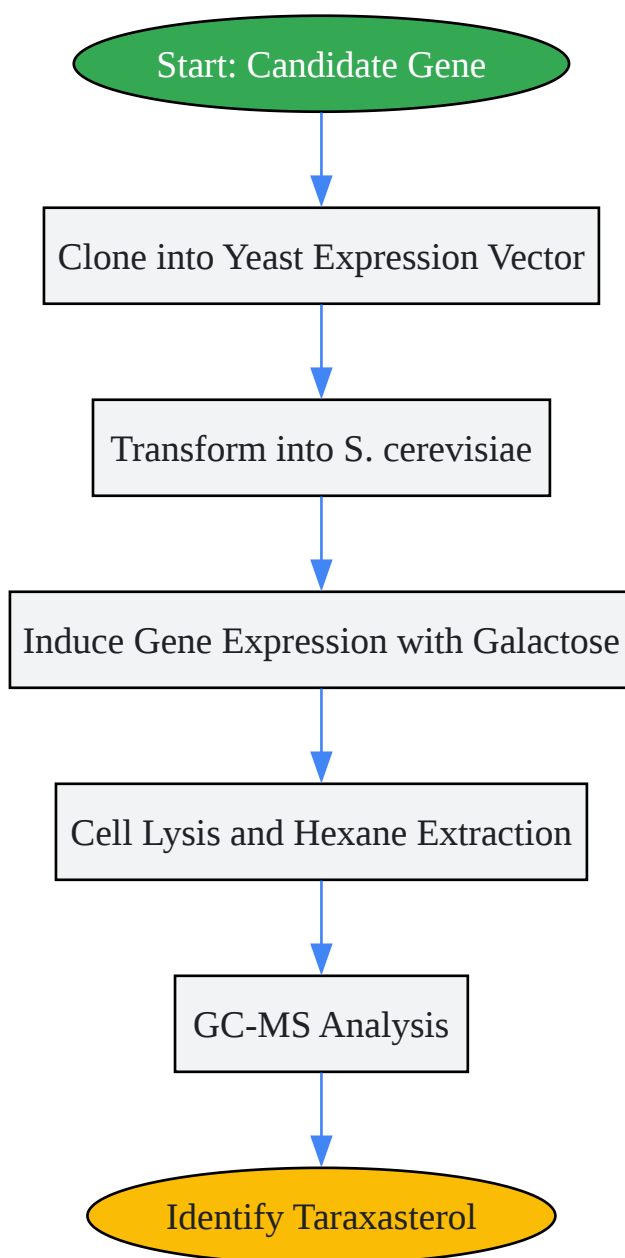 Start: Candidate Gene
Clone into Yeast Expression Vector
Transform into S. cerevisiae
Induce Gene Expression with Galactose
Cell Lysis and Hexane Extraction
GC-MS Analysis
Identify Taraxasterol